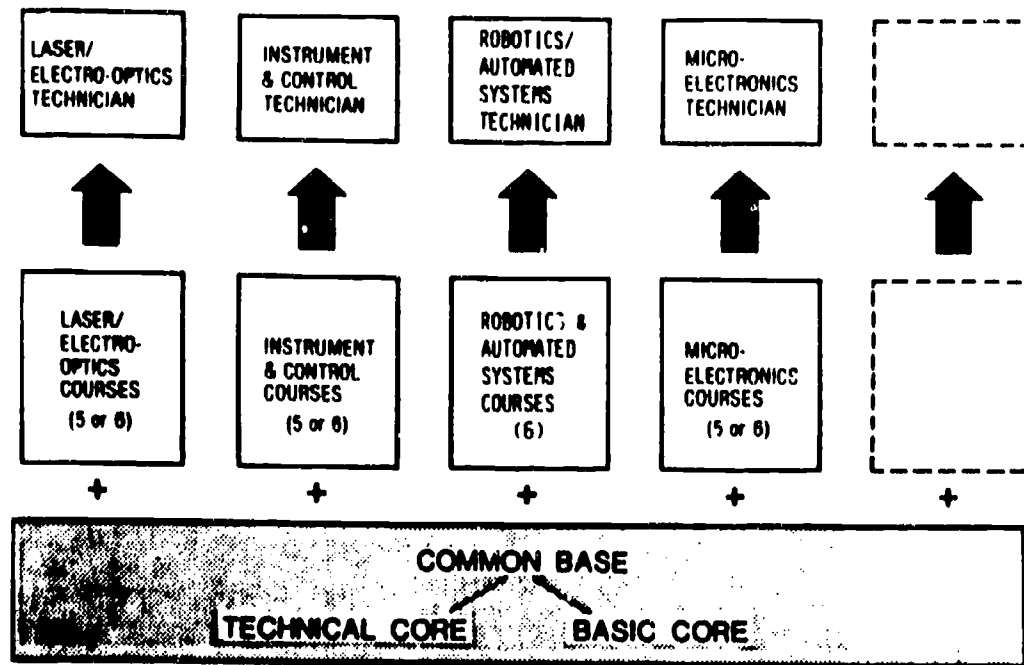 LASER/
ELECTRO-OPTICS
TECHNICIAN
INSTRUMENT
& CONTROL
TECHNICIAN
ROBOTICS/
AUTOMATED
SYSTEMS
TECHNICIAN
MICRO-
ELECTRONICS
TECHNICIAN
LASER/
ELECTRO-
OPTICS
COURSES
(5 or 6)
INSTRUMENT
& CONTROL
COURSES
(5 or 6)
ROBOTICS &
AUTOMATED
SYSTEMS
COURSES
(6)
MICRO-
ELECTRONICS
COURSES
(5 or 6)
+ + + + +
COMMON BASE
TECHNICAL CORE BASIC CORE